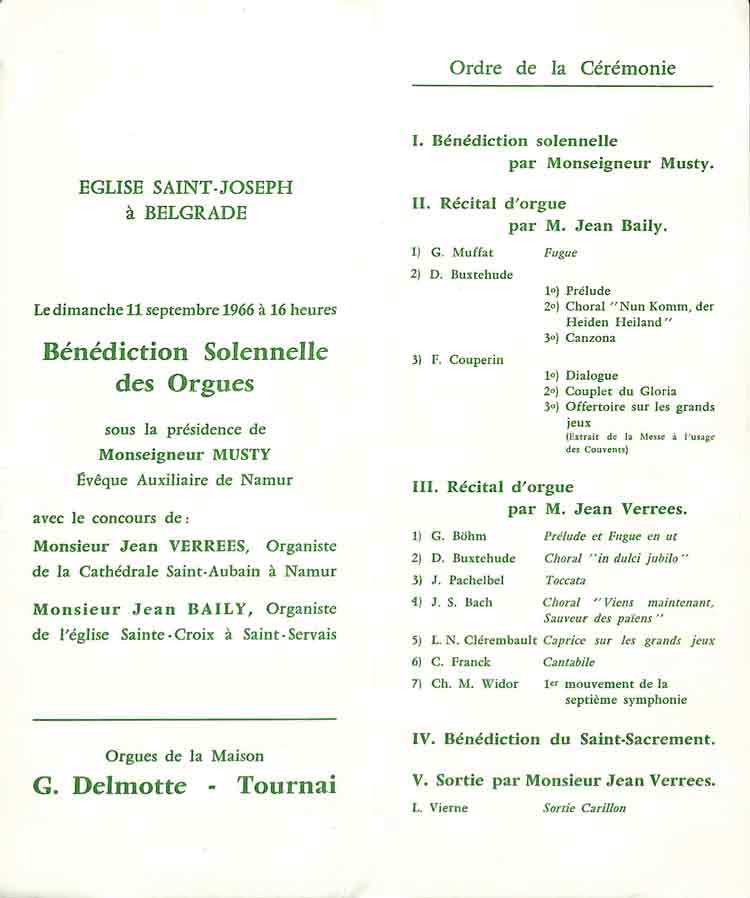 EGLISE SAINT-JOSEPH
à BELGRADE
Le dimanche 11 septembre 1966 à 16 heures
Bénédiction Solennelle
des Orgues
sous la présidence de
Monseigneur MUSTY
Évêque Auxiliaire de Namur
avec le concours de :
Monsieur Jean VERREES, Organiste
de la Cathédrale Saint-Aubain à Namur
Monsieur Jean BAILY, Organiste
de l'église Sainte-Croix à Saint-Servais
Orgues de la Maison
G. Delmotte - Tournai
Ordre de la Cérémonie
I. Bénédiction solennelle
par Monseigneur Musty.
II. Récital d'orgue
par M. Jean Baily.
1) G. Muffat Fugue
2) D. Buxtehude
1o) Prélude
2o) Choral "Nun Komm, der
Heiden Heiland"
3o) Canzona
3) F. Couperin
1o) Dialogue
2o) Couplet du Gloria
3o) Offertoire sur les grands
jeux
(Extrait de la Messe à l'usage
des Couvents)
III. Récital d'orgue
par M. Jean Verrees.
1) G. Böhm Prélude et Fugue en ut
2) D. Buxtehude Choral "in dulci jubilo"
3) J. Pachelbel Toccata
4) J. S. Bach Choral "Viens maintenant,
Sauveur des païens"
5) L. N. Clérembault Caprice sur les grands jeux
6) C. Franck Cantabile
7) Ch. M. Widor 1er mouvement de la
septième symphonie
IV. Bénédiction du Saint-Sacrement.
V. Sortie par Monsieur Jean Verrees.
L. Vierne Sortie Carillon